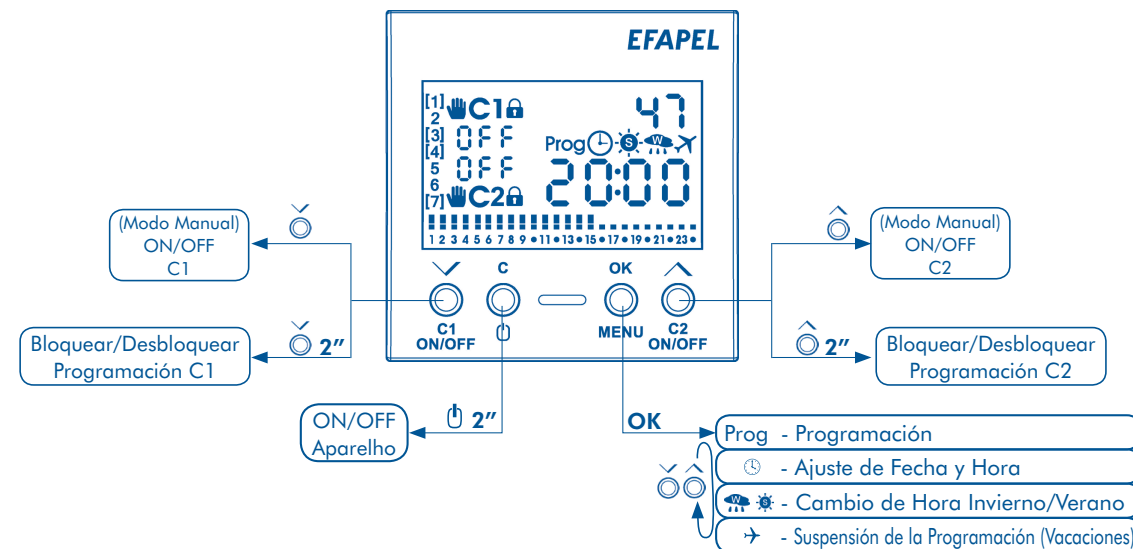 EFAPEL
[1] C1 47
2
[3] OFF Prog S W
[4]
5 OFF 20:00
6
[7] C2
1 2 3 4 5 6 7 8 9 • 11 • 13 • 15 • 17 • 19 • 21 • 23 •
C OK
C1 MENU C2
ON/OFF ON/OFF
(Modo Manual)
ON/OFF
C1
Bloquear/Desbloquear
Programación C1
2″
(Modo Manual)
ON/OFF
C2
2″
Bloquear/Desbloquear
Programación C2
ON/OFF
Aparelho
2″
OK
Prog - Programación
- Ajuste de Fecha y Hora
W S - Cambio de Hora Invierno/Verano
- Suspensión de la Programación (Vacaciones)